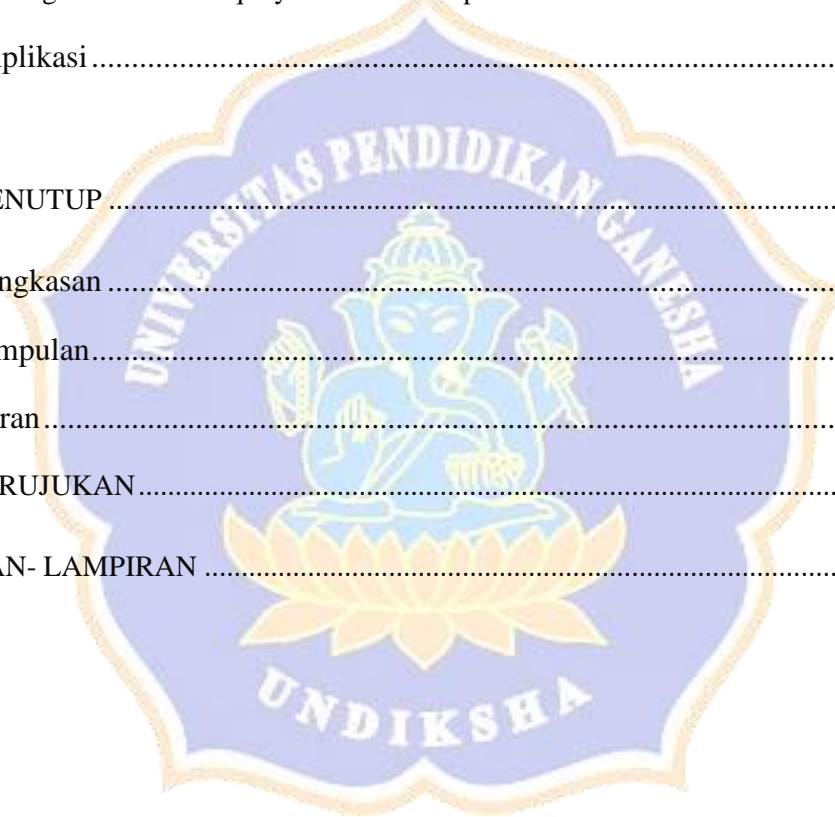 plikasi
UNIVERSITAS PENDIDIKAN GANESHA
ENUTUP
ngkasan
mpulan
ran
RUJUKAN
AN- LAMPIRAN
UNDIKSHA